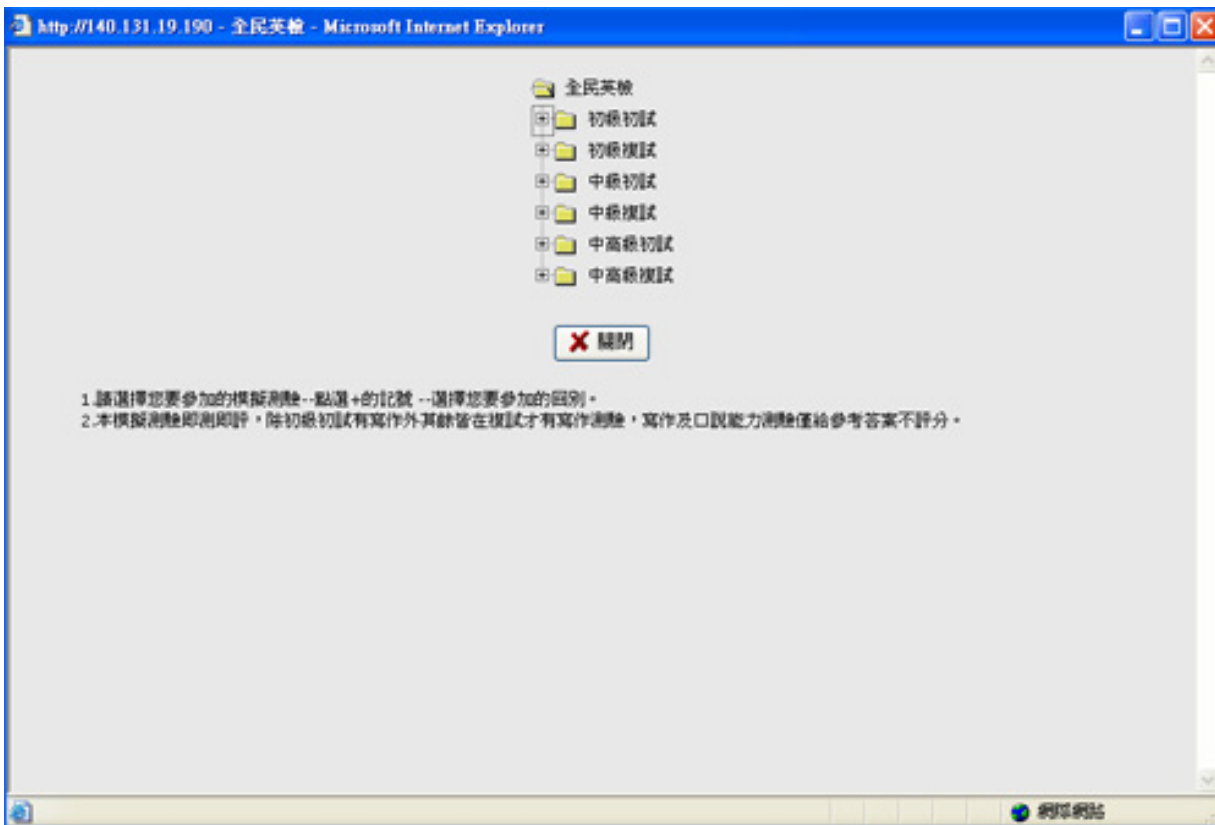 http://140.131.19.190 - 全民英檢 - Microsoft Internet Explorer
全民英檢
初級初試
初級複試
中級初試
中級複試
中高級初試
中高級複試
關閉
1.請選擇您要參加的模擬測驗--點選+的記號 --選擇您要參加的回別。
2.本模擬測驗即測即評，除初級初試有寫作外其餘皆在複試才有寫作測驗，寫作及口說能力測驗僅給參考答案不評分。
網際網路